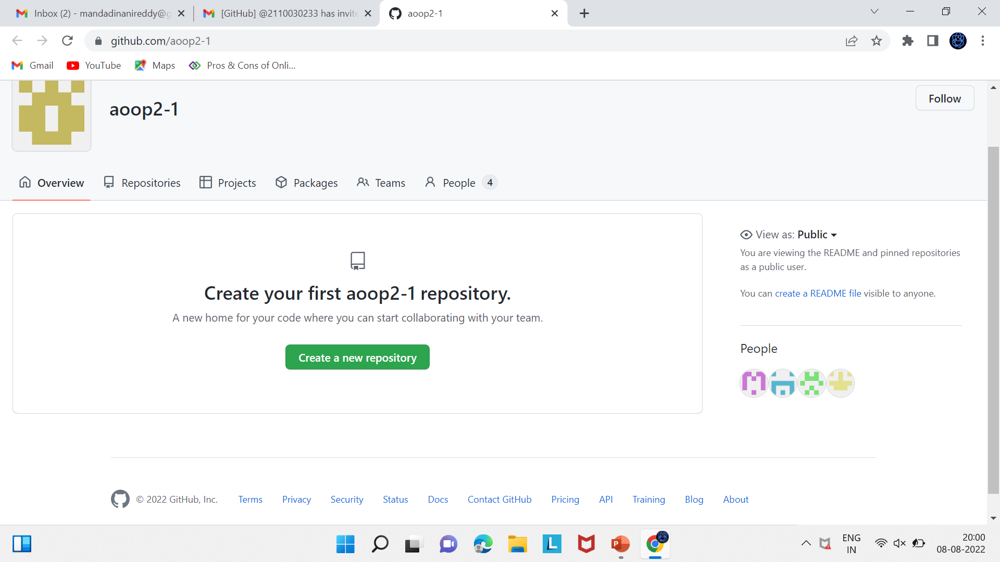 Inbox (2) - mandadinanireddy@g
[GitHub] @2110030233 has invite
aoop2-1
github.com/aoop2-1
Gmail
YouTube
Maps
Pros & Cons of Onli...
aoop2-1
Follow
Overview
Repositories
Projects
Packages
Teams
People 4
Create your first aoop2-1 repository.
A new home for your code where you can start collaborating with your team.
Create a new repository
View as: Public
You are viewing the README and pinned repositories
as a public user.
You can create a README file visible to anyone.
People
© 2022 GitHub, Inc.
Terms
Privacy
Security
Status
Docs
Contact GitHub
Pricing
API
Training
Blog
About
L
P
ENG
IN
20:00
08-08-2022